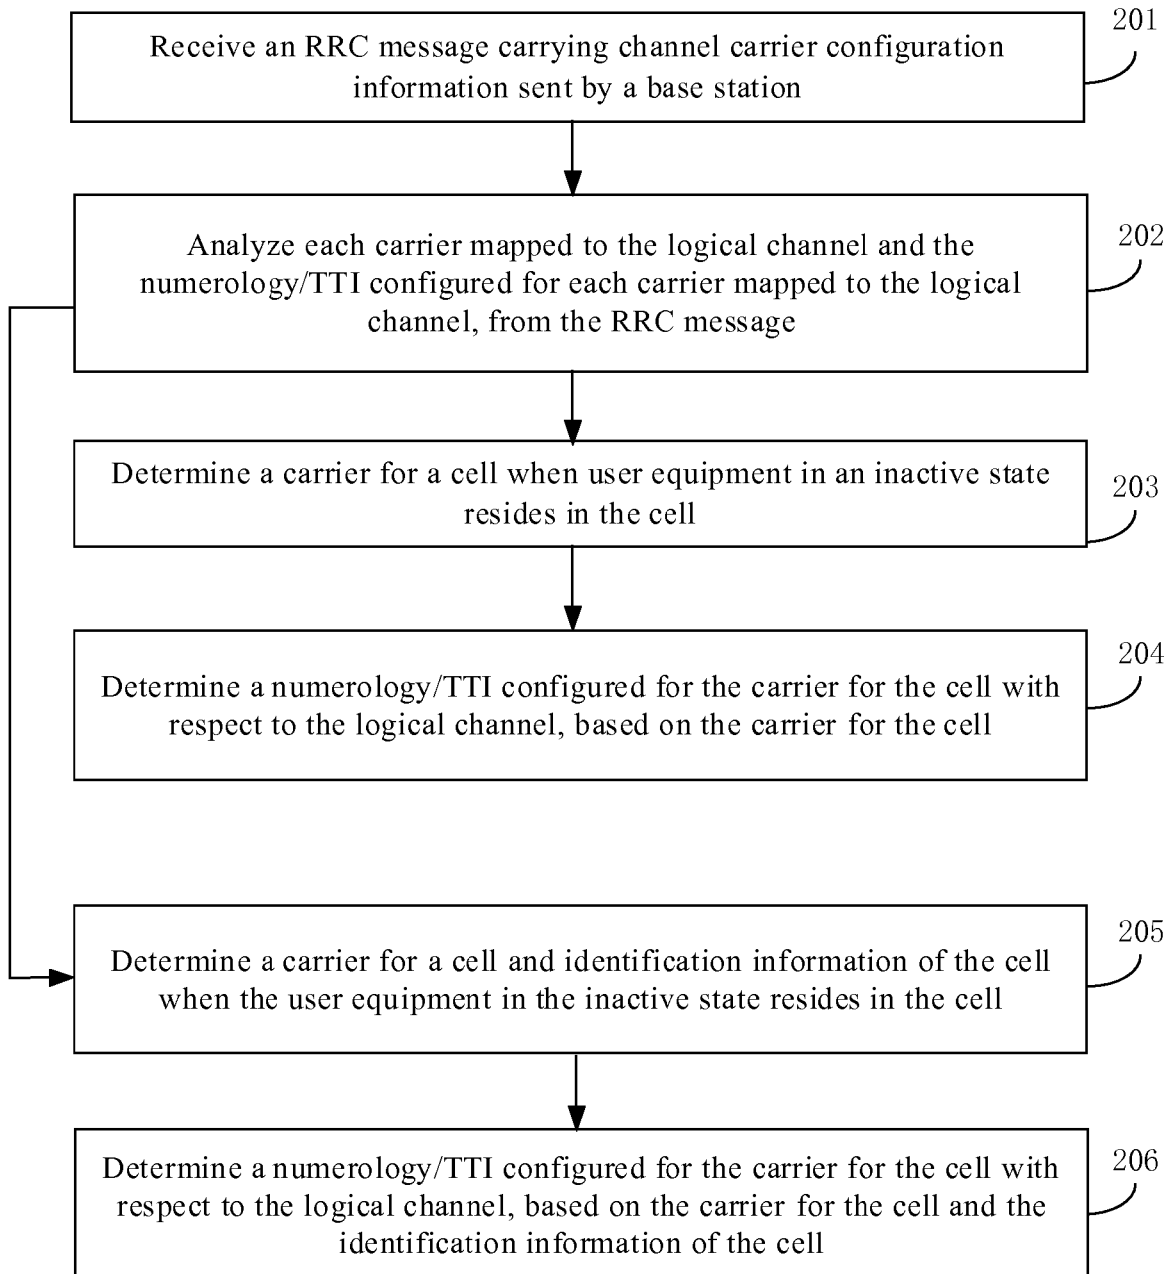 201
Receive an RRC message carrying channel carrier configuration
information sent by a base station
202
Analyze each carrier mapped to the logical channel and the
numerology/TTI configured for each carrier mapped to the logical
channel, from the RRC message
203
Determine a carrier for a cell when user equipment in an inactive state
resides in the cell
204
Determine a numerology/TTI configured for the carrier for the cell with
respect to the logical channel, based on the carrier for the cell
205
Determine a carrier for a cell and identification information of the cell
when the user equipment in the inactive state resides in the cell
206
Determine a numerology/TTI configured for the carrier for the cell with
respect to the logical channel, based on the carrier for the cell and the
identification information of the cell